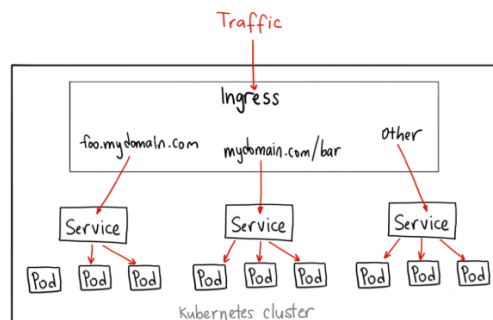 Traffic
Ingress
foo.mydomain.com
mydomain.com/bar
Other
Service
Service
Service
Pod
Pod
Pod
Pod
Pod
Pod
Pod
Pod
Pod
Kubernetes cluster